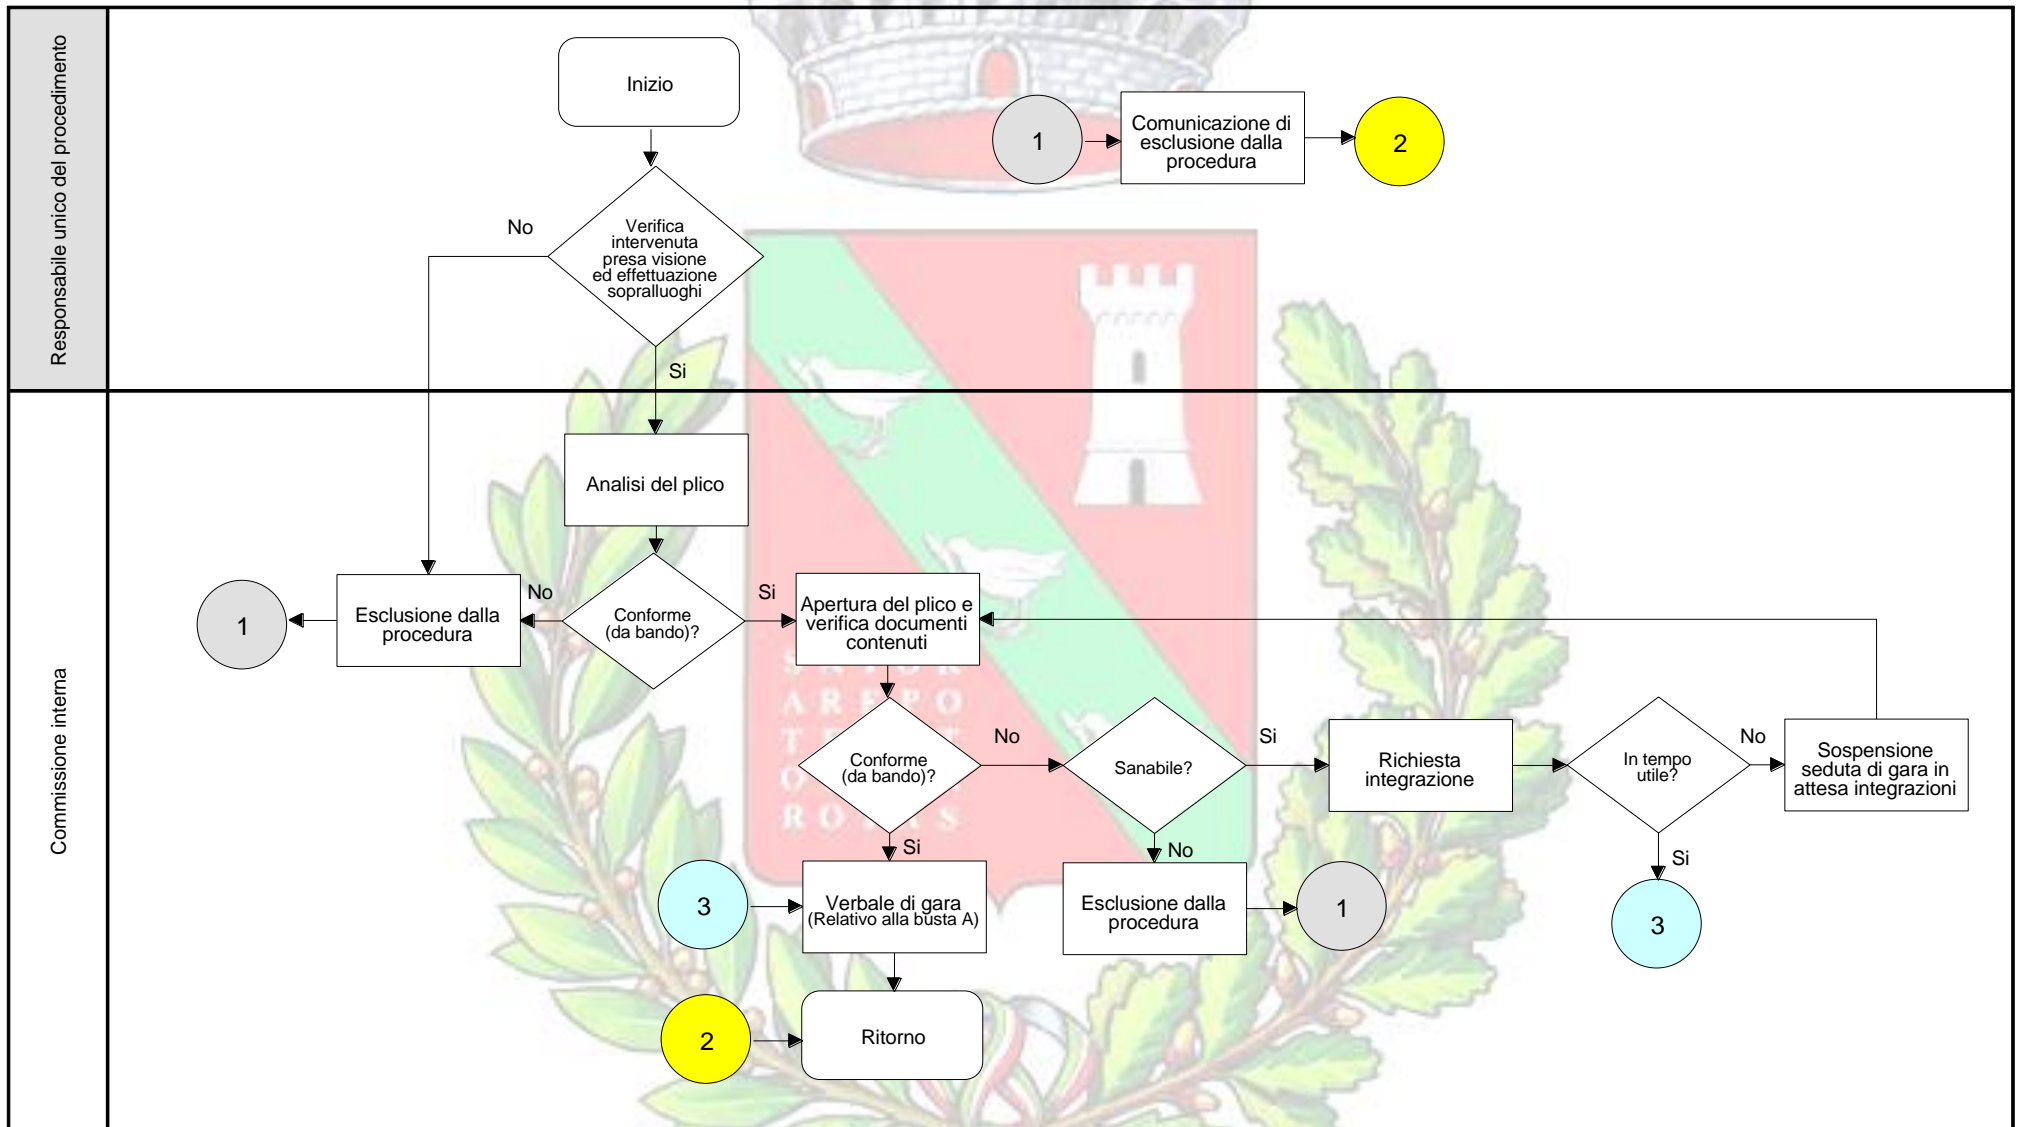 Responsabile unico del procedimento
Inizio
1
Comunicazione di
esclusione dalla
procedura
2
No
Verifica
intervenuta
presa visione
ed effettuazione
sopralluoghi
Si
Commissione interna
Analisi del plico
1
Esclusione dalla
procedura
No
Conforme
(da bando)?
Si
Apertura del plico e
verifica documenti
contenuti
Conforme
(da bando)?
No
Sanabile?
Si
Richiesta
integrazione
In tempo
utile?
No
Sospensione
seduta di gara in
attesa integrazioni
Si
No
Si
3
Verbale di gara
(Relativo alla busta A)
Esclusione dalla
procedura
1
3
2
Ritorno